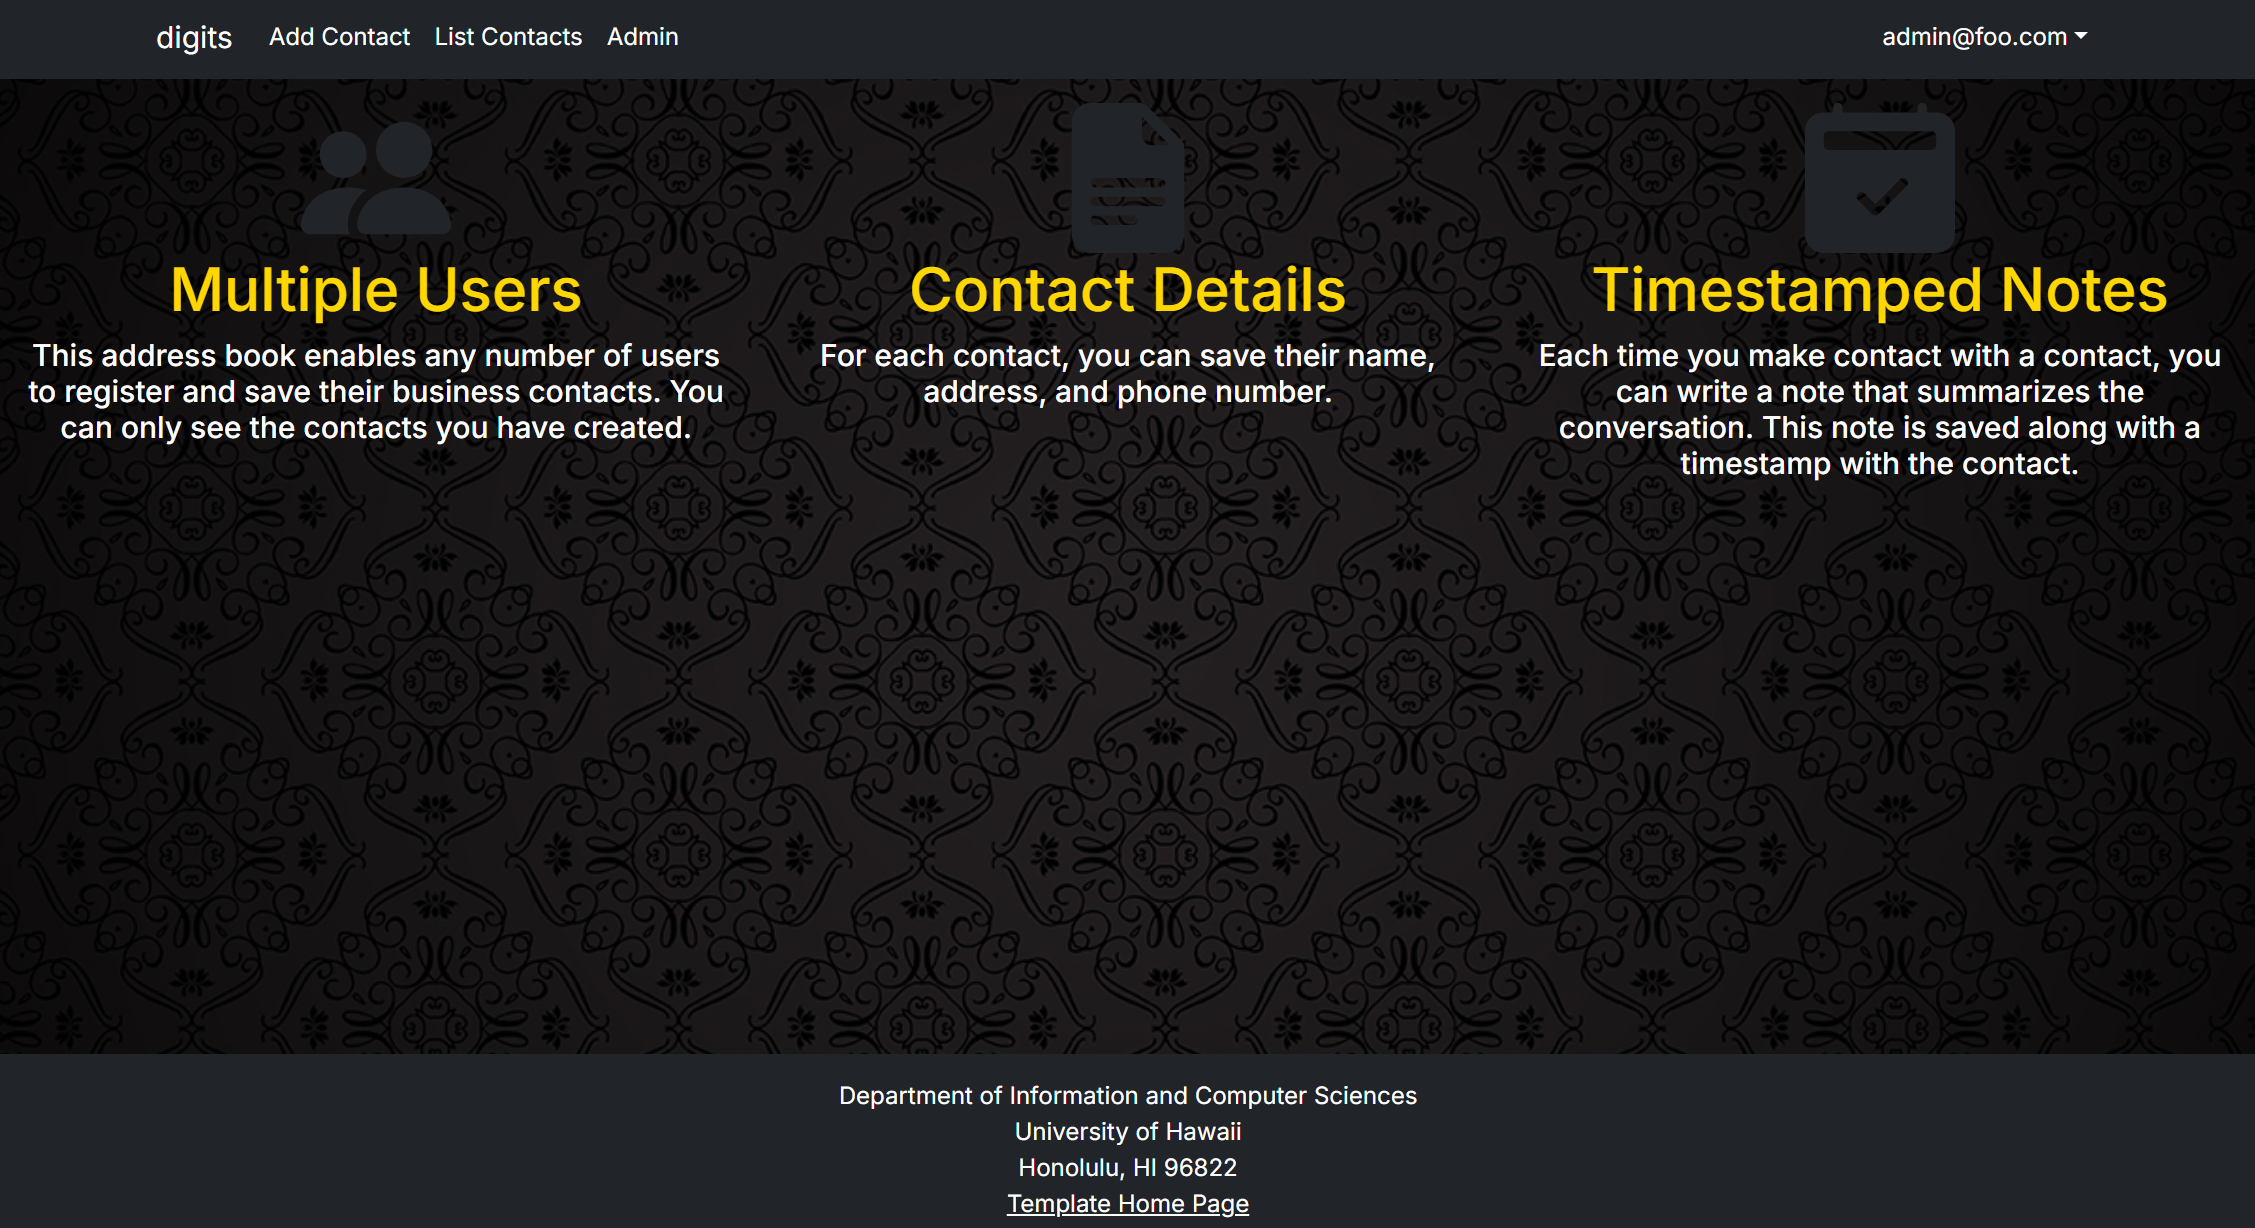 digits Add Contact List Contacts Admin admin@foo.com
Multiple Users
This address book enables any number of users
to register and save their business contacts. You
can only see the contacts you have created.
Contact Details
For each contact, you can save their name,
address, and phone number.
Timestamped Notes
Each time you make contact with a contact, you
can write a note that summarizes the
conversation. This note is saved along with a
timestamp with the contact.
Department of Information and Computer Sciences
University of Hawaii
Honolulu, HI 96822
Template Home Page